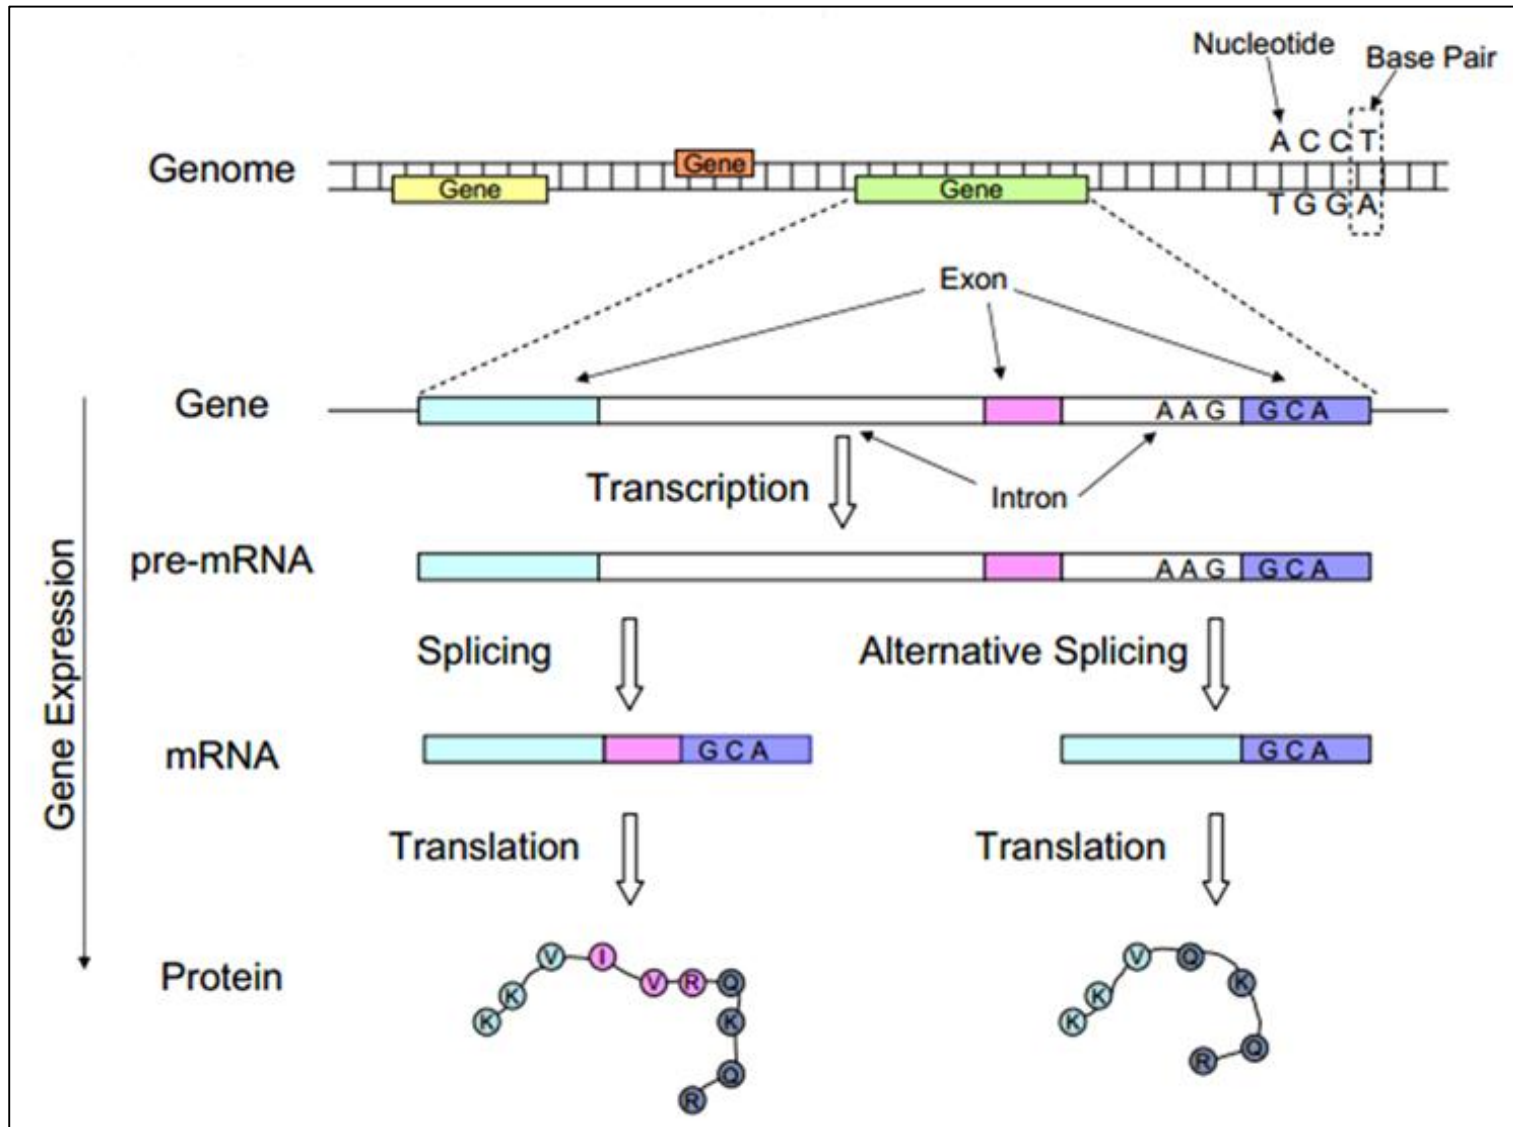 Nucleotide
Base Pair
A C C T
Genome
Gene
Gene
Gene
T G G A
Exon
Gene
A A G G C A
Transcription
Intron
pre-mRNA
A A G G C A
Gene Expression
Splicing
Alternative Splicing
mRNA
G C A
G C A
Translation
Translation
Protein
K K V I V R Q K Q R
K K V Q K Q R